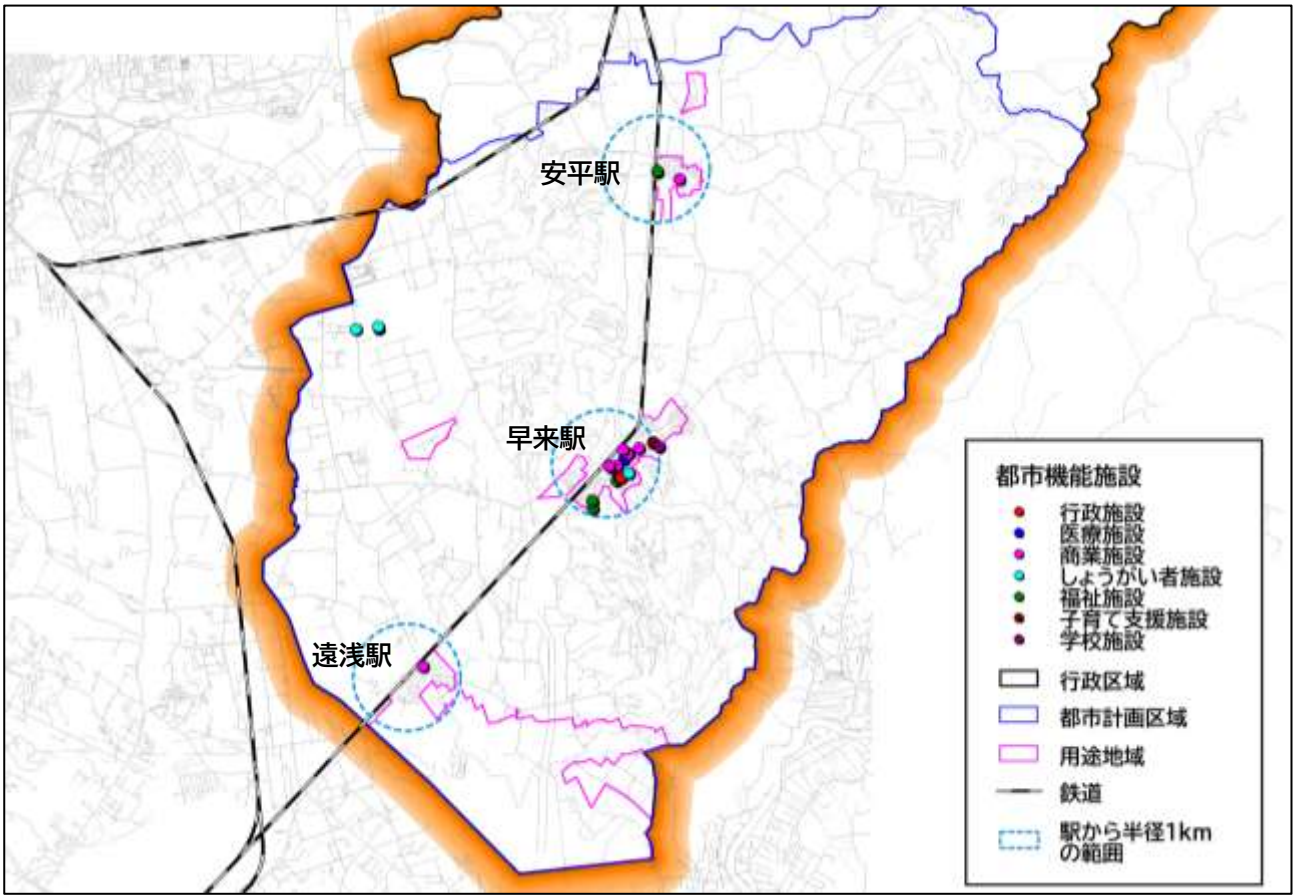 安平駅
早来駅
遠浅駅
都市機能施設
行政施設
医療施設
商業施設
しょうがい者施設
福祉施設
子育て支援施設
学校施設
行政区域
都市計画区域
用途地域
鉄道
駅から半径1km
の範囲